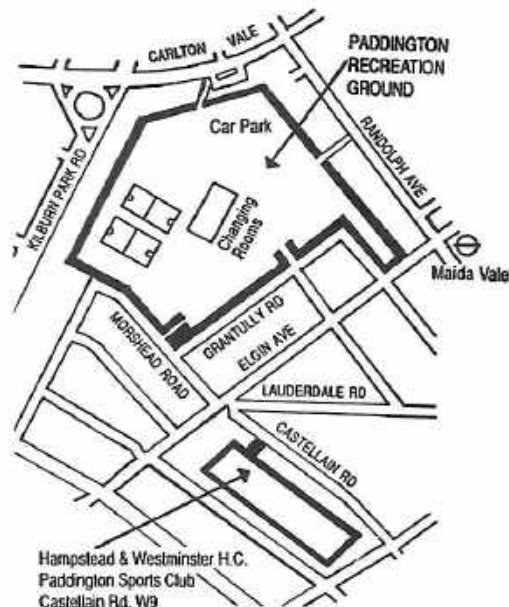 CARLTON VALE
PADDINGTON
RECREATION
GROUND
Car Park
RANDOLPH AVE
KILBURN PARK RD
Changing
Rooms
Maida Vale
MORSHEAD ROAD
GRANTULLY RD
ELGIN AVE
LAUDERDALE RD
CASTELLAIN RD
Hampstead & Westminster H.C.
Paddington Sports Club
Castellain Rd, W9